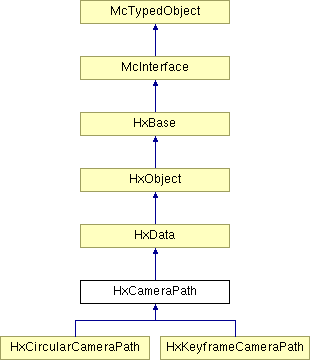 McTypedObject
McInterface
HxBase
HxObject
HxData
HxCameraPath
HxCircularCameraPath HxKeyframeCameraPath